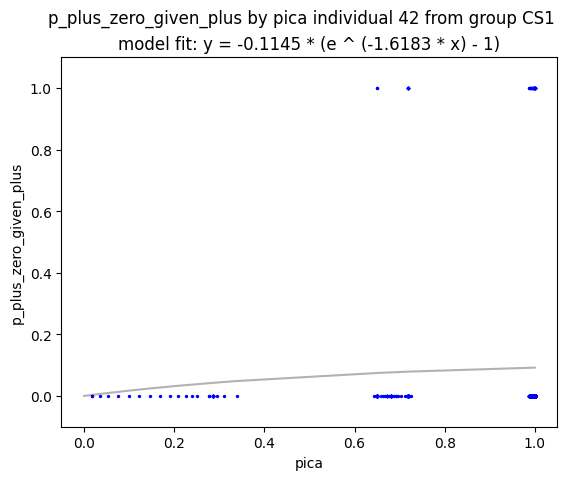 p_plus_zero_given_plus by pica individual 42 from group CS1
model fit: y = -0.1145 * (e ^ (-1.6183 * x) - 1)
1.0
0.8
0.6
0.4
0.2
0.0
p_plus_zero_given_plus
0.0 0.2 0.4 0.6 0.8 1.0
pica